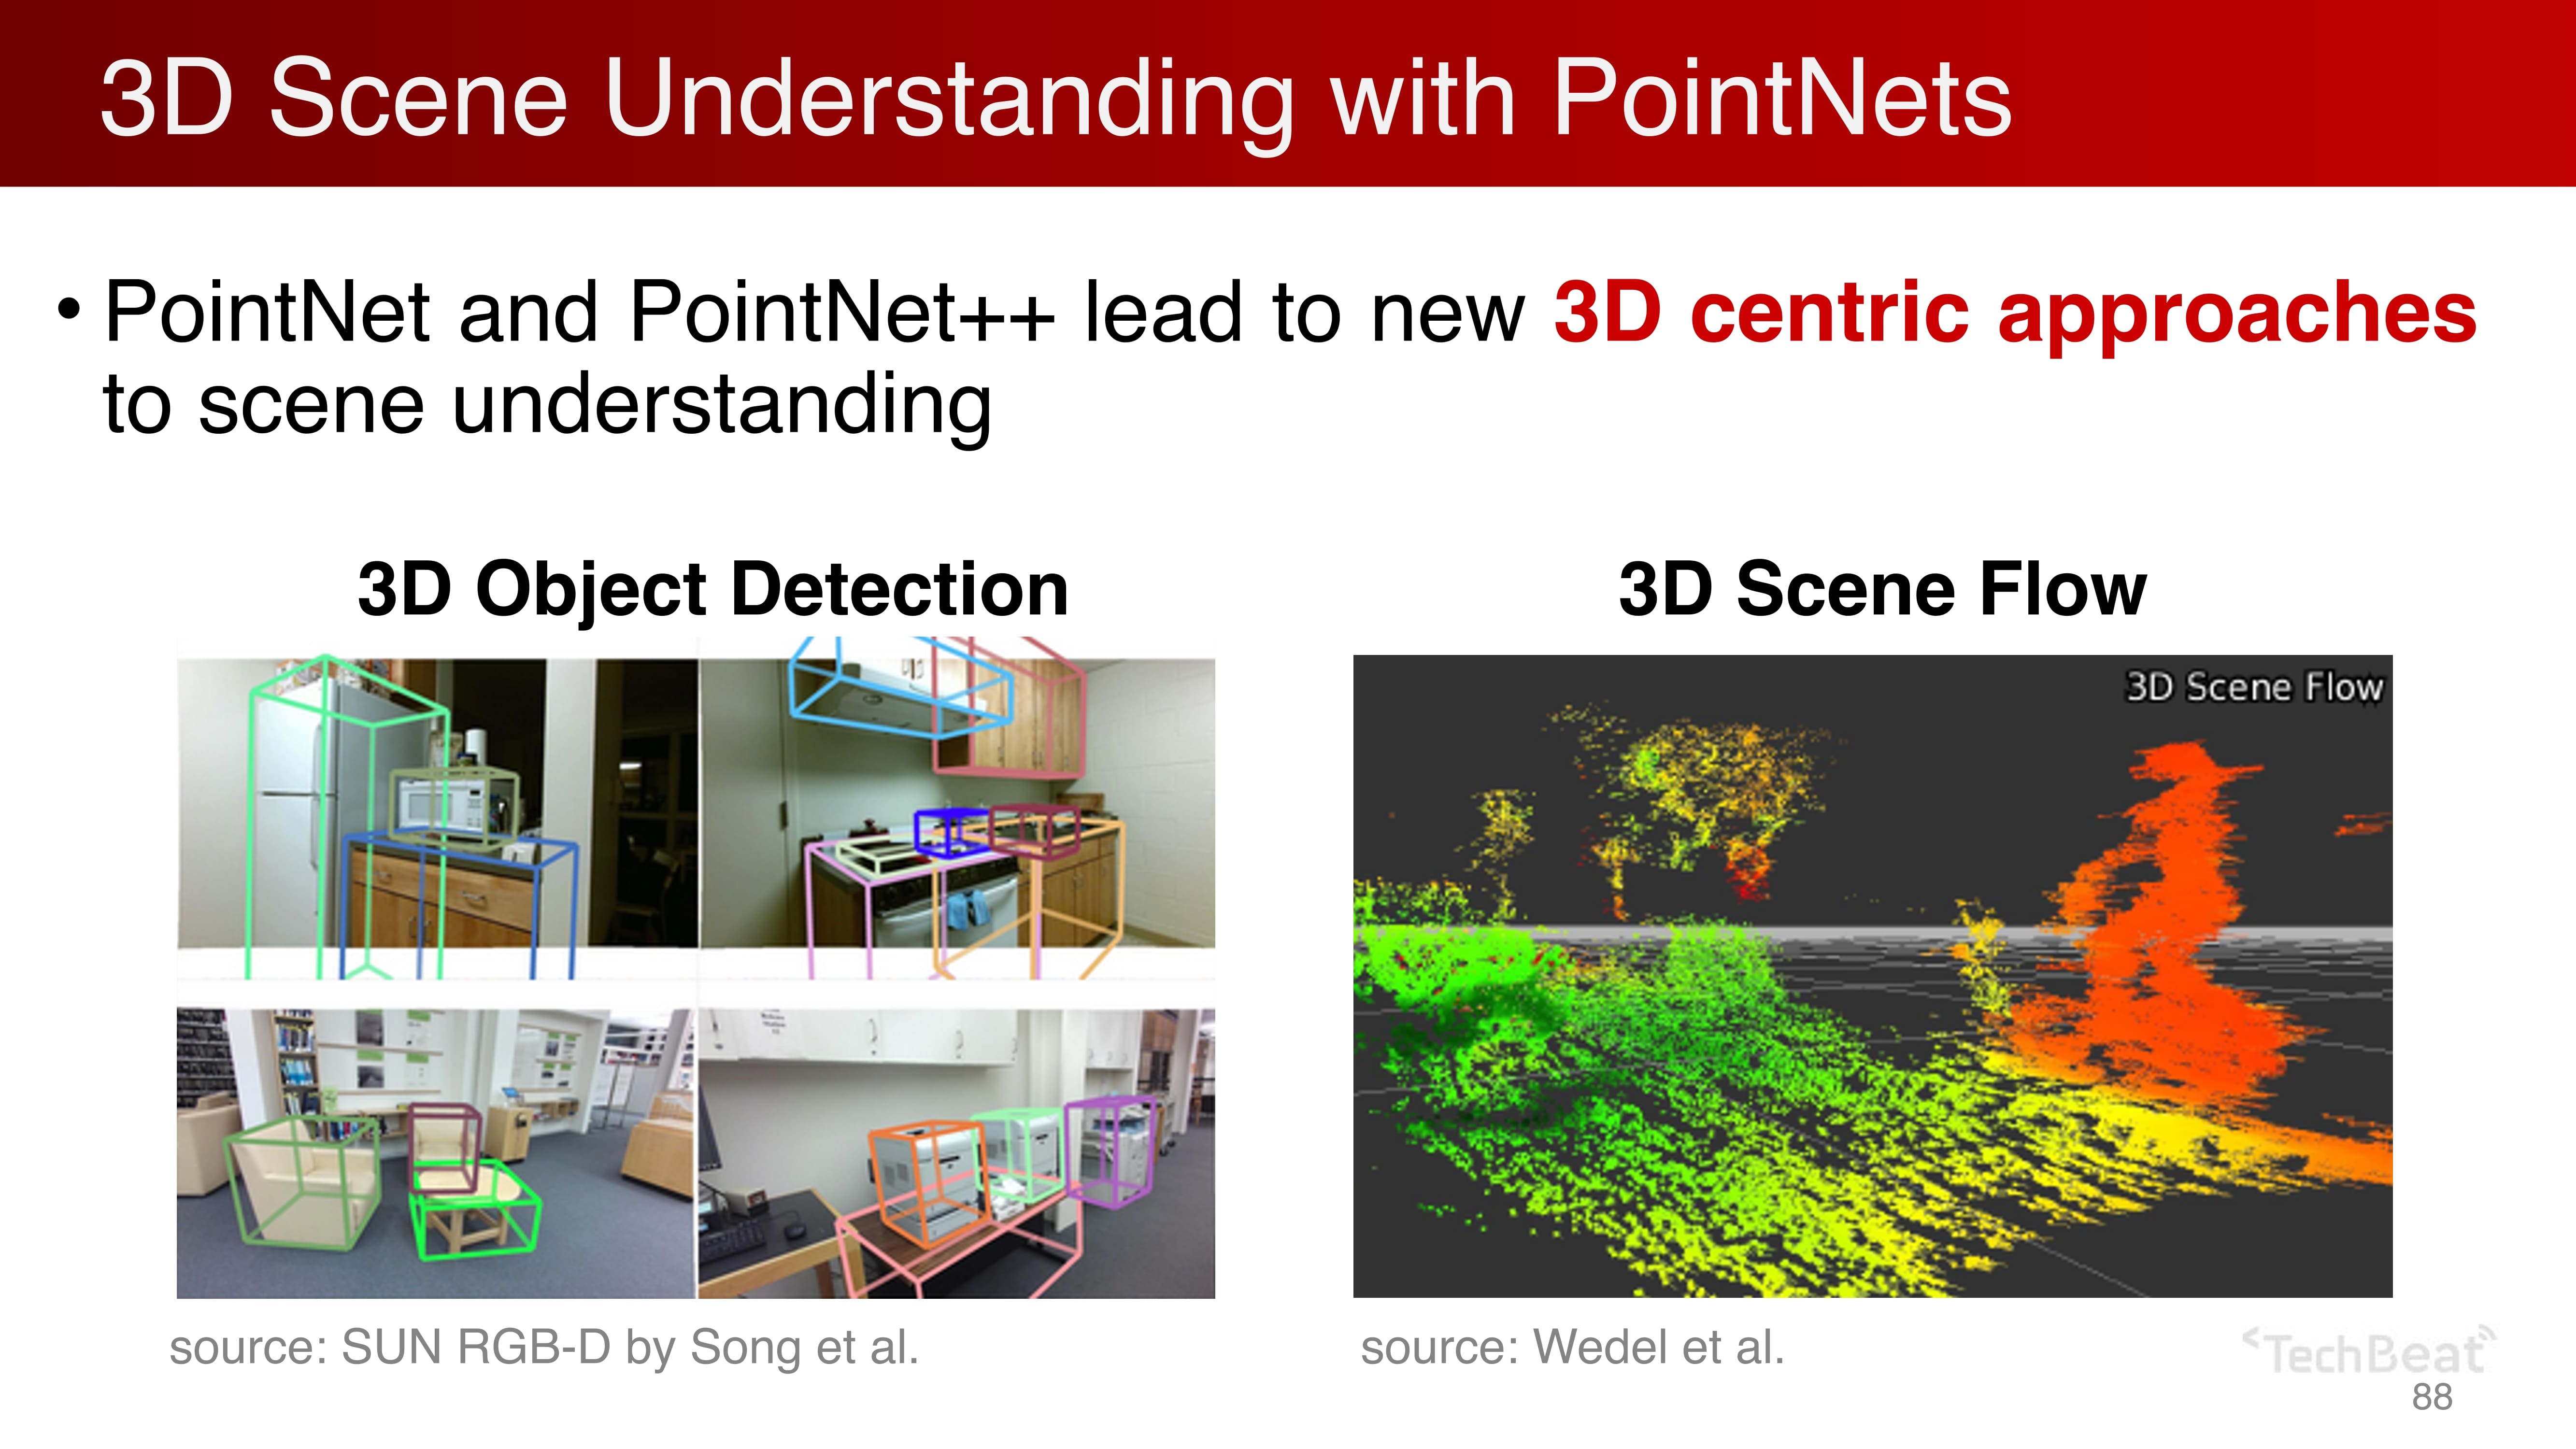 3D Scene Understanding with PointNets
• PointNet and PointNet++ lead to new 3D centric approaches
to scene understanding
3D Object Detection
3D Scene Flow
3D Scene Flow
source: SUN RGB-D by Song et al.
source: Wedel et al.
<TechBeat
88